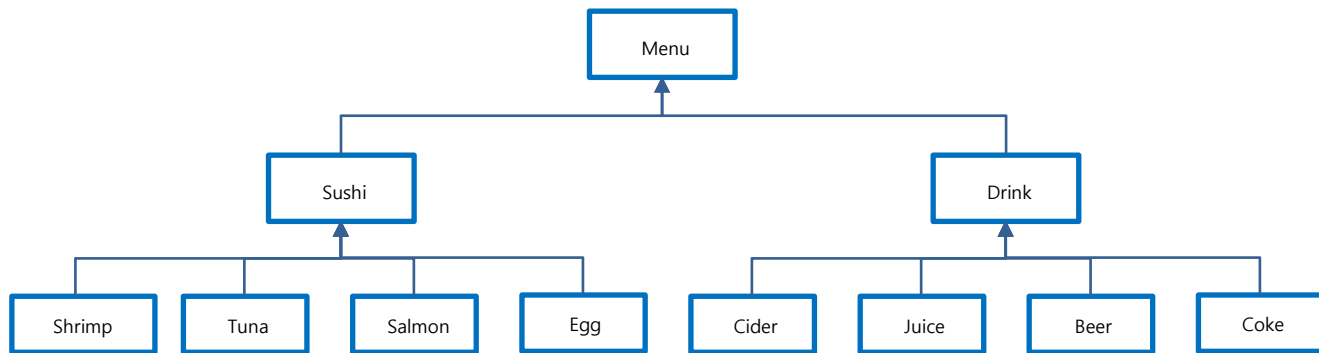 Menu
Sushi
Drink
Shrimp
Tuna
Salmon
Egg
Cider
Juice
Beer
Coke